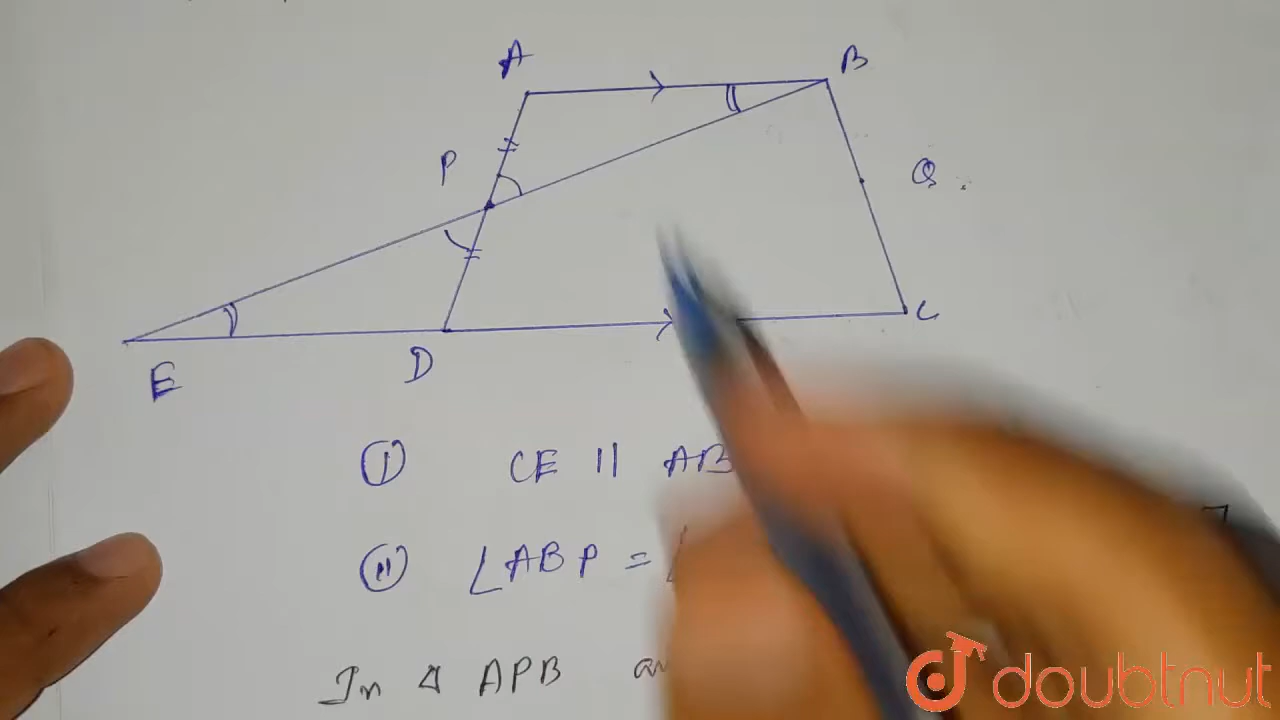 A B
P Q .
E D C
I CE || AB
II ∠ABP = ∠
In Δ APB
doubtnut